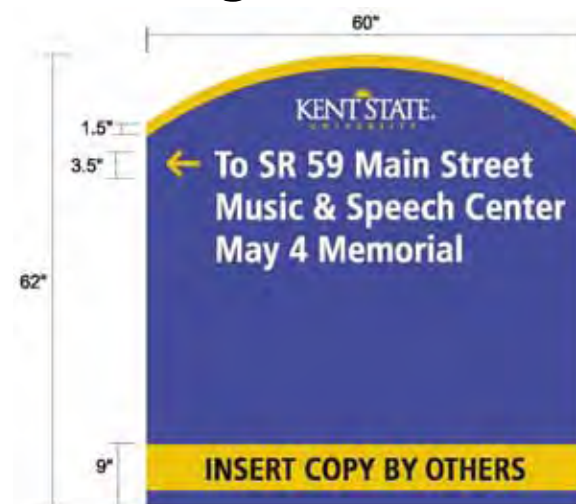 60"
KENT STATE.
UNIVERSITY
1.5"
3.5"
← To SR 59 Main Street
Music & Speech Center
May 4 Memorial
62"
9"
INSERT COPY BY OTHERS